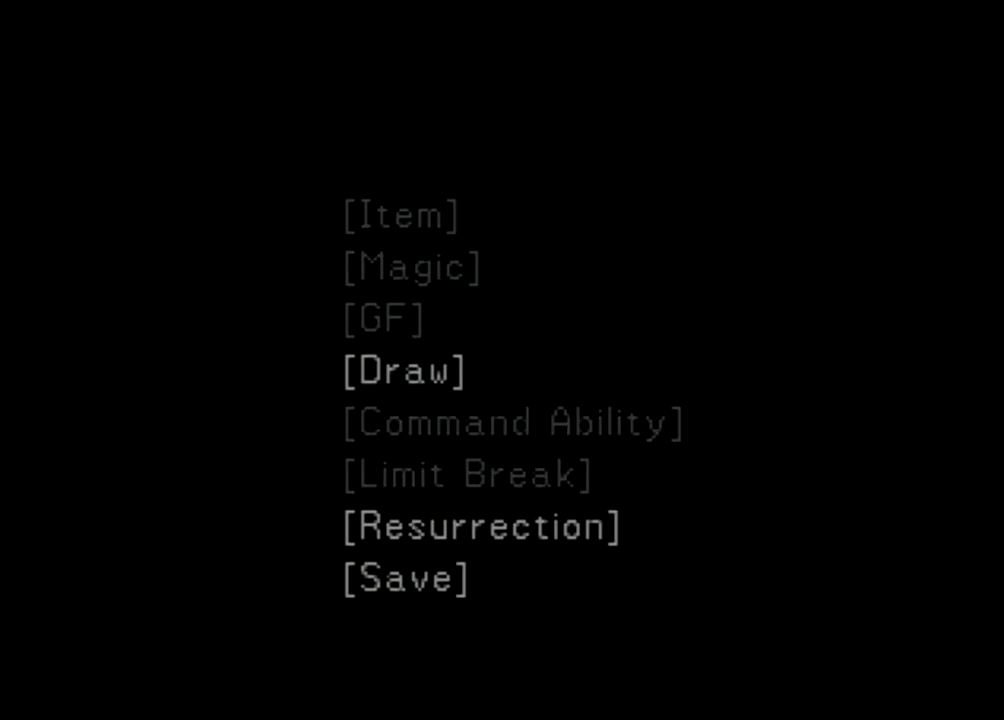 [Item]
[Magic]
[GF]
[Draw]
[Command Ability]
[Limit Break]
[Resurrection]
[Save]